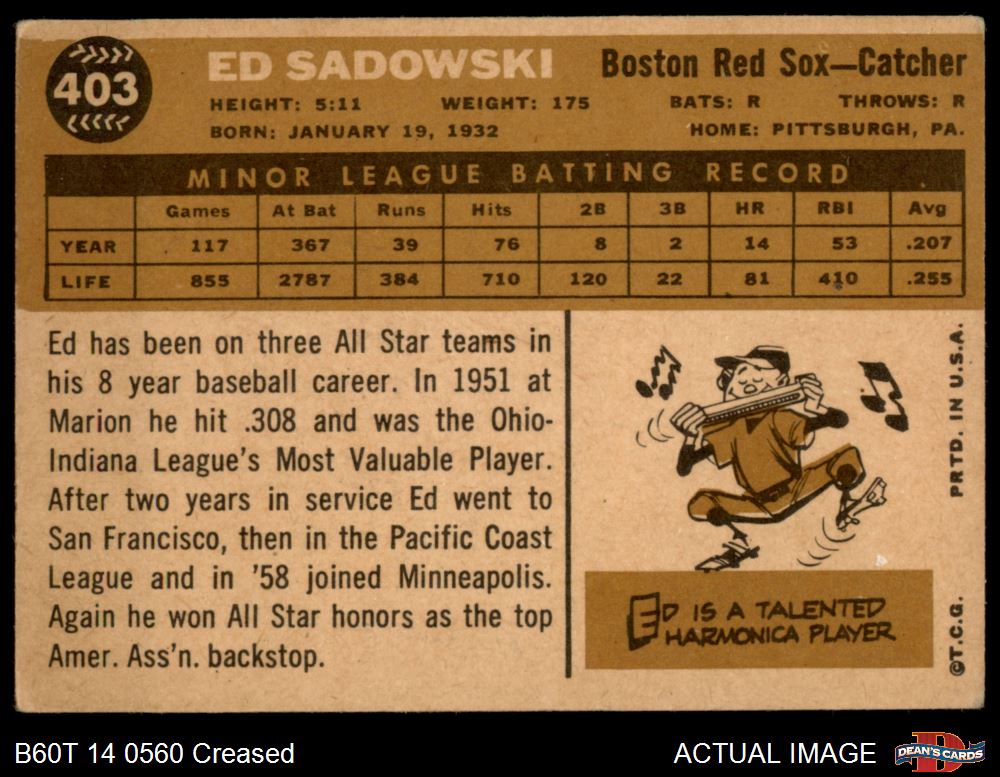 403
ED SADOWSKI
Boston Red Sox—Catcher
HEIGHT: 5:11 WEIGHT: 175 BATS: R THROWS: R
BORN: JANUARY 19, 1932 HOME: PITTSBURGH, PA.
MINOR LEAGUE BATTING RECORD
Games At Bat Runs Hits 2B 3B HR RBI Avg
YEAR 117 367 39 76 8 2 14 53 .207
LIFE 855 2787 384 710 120 22 81 410 .255
Ed has been on three All Star teams in
his 8 year baseball career. In 1951 at
Marion he hit .308 and was the Ohio-
Indiana League's Most Valuable Player.
After two years in service Ed went to
San Francisco, then in the Pacific Coast
League and in '58 joined Minneapolis.
Again he won All Star honors as the top
Amer. Ass'n. backstop.
ED IS A TALENTED
HARMONICA PLAYER
©T.C.G. PRTD. IN U.S.A.
B60T 14 0560 Creased
ACTUAL IMAGE
DEAN'S CARDS